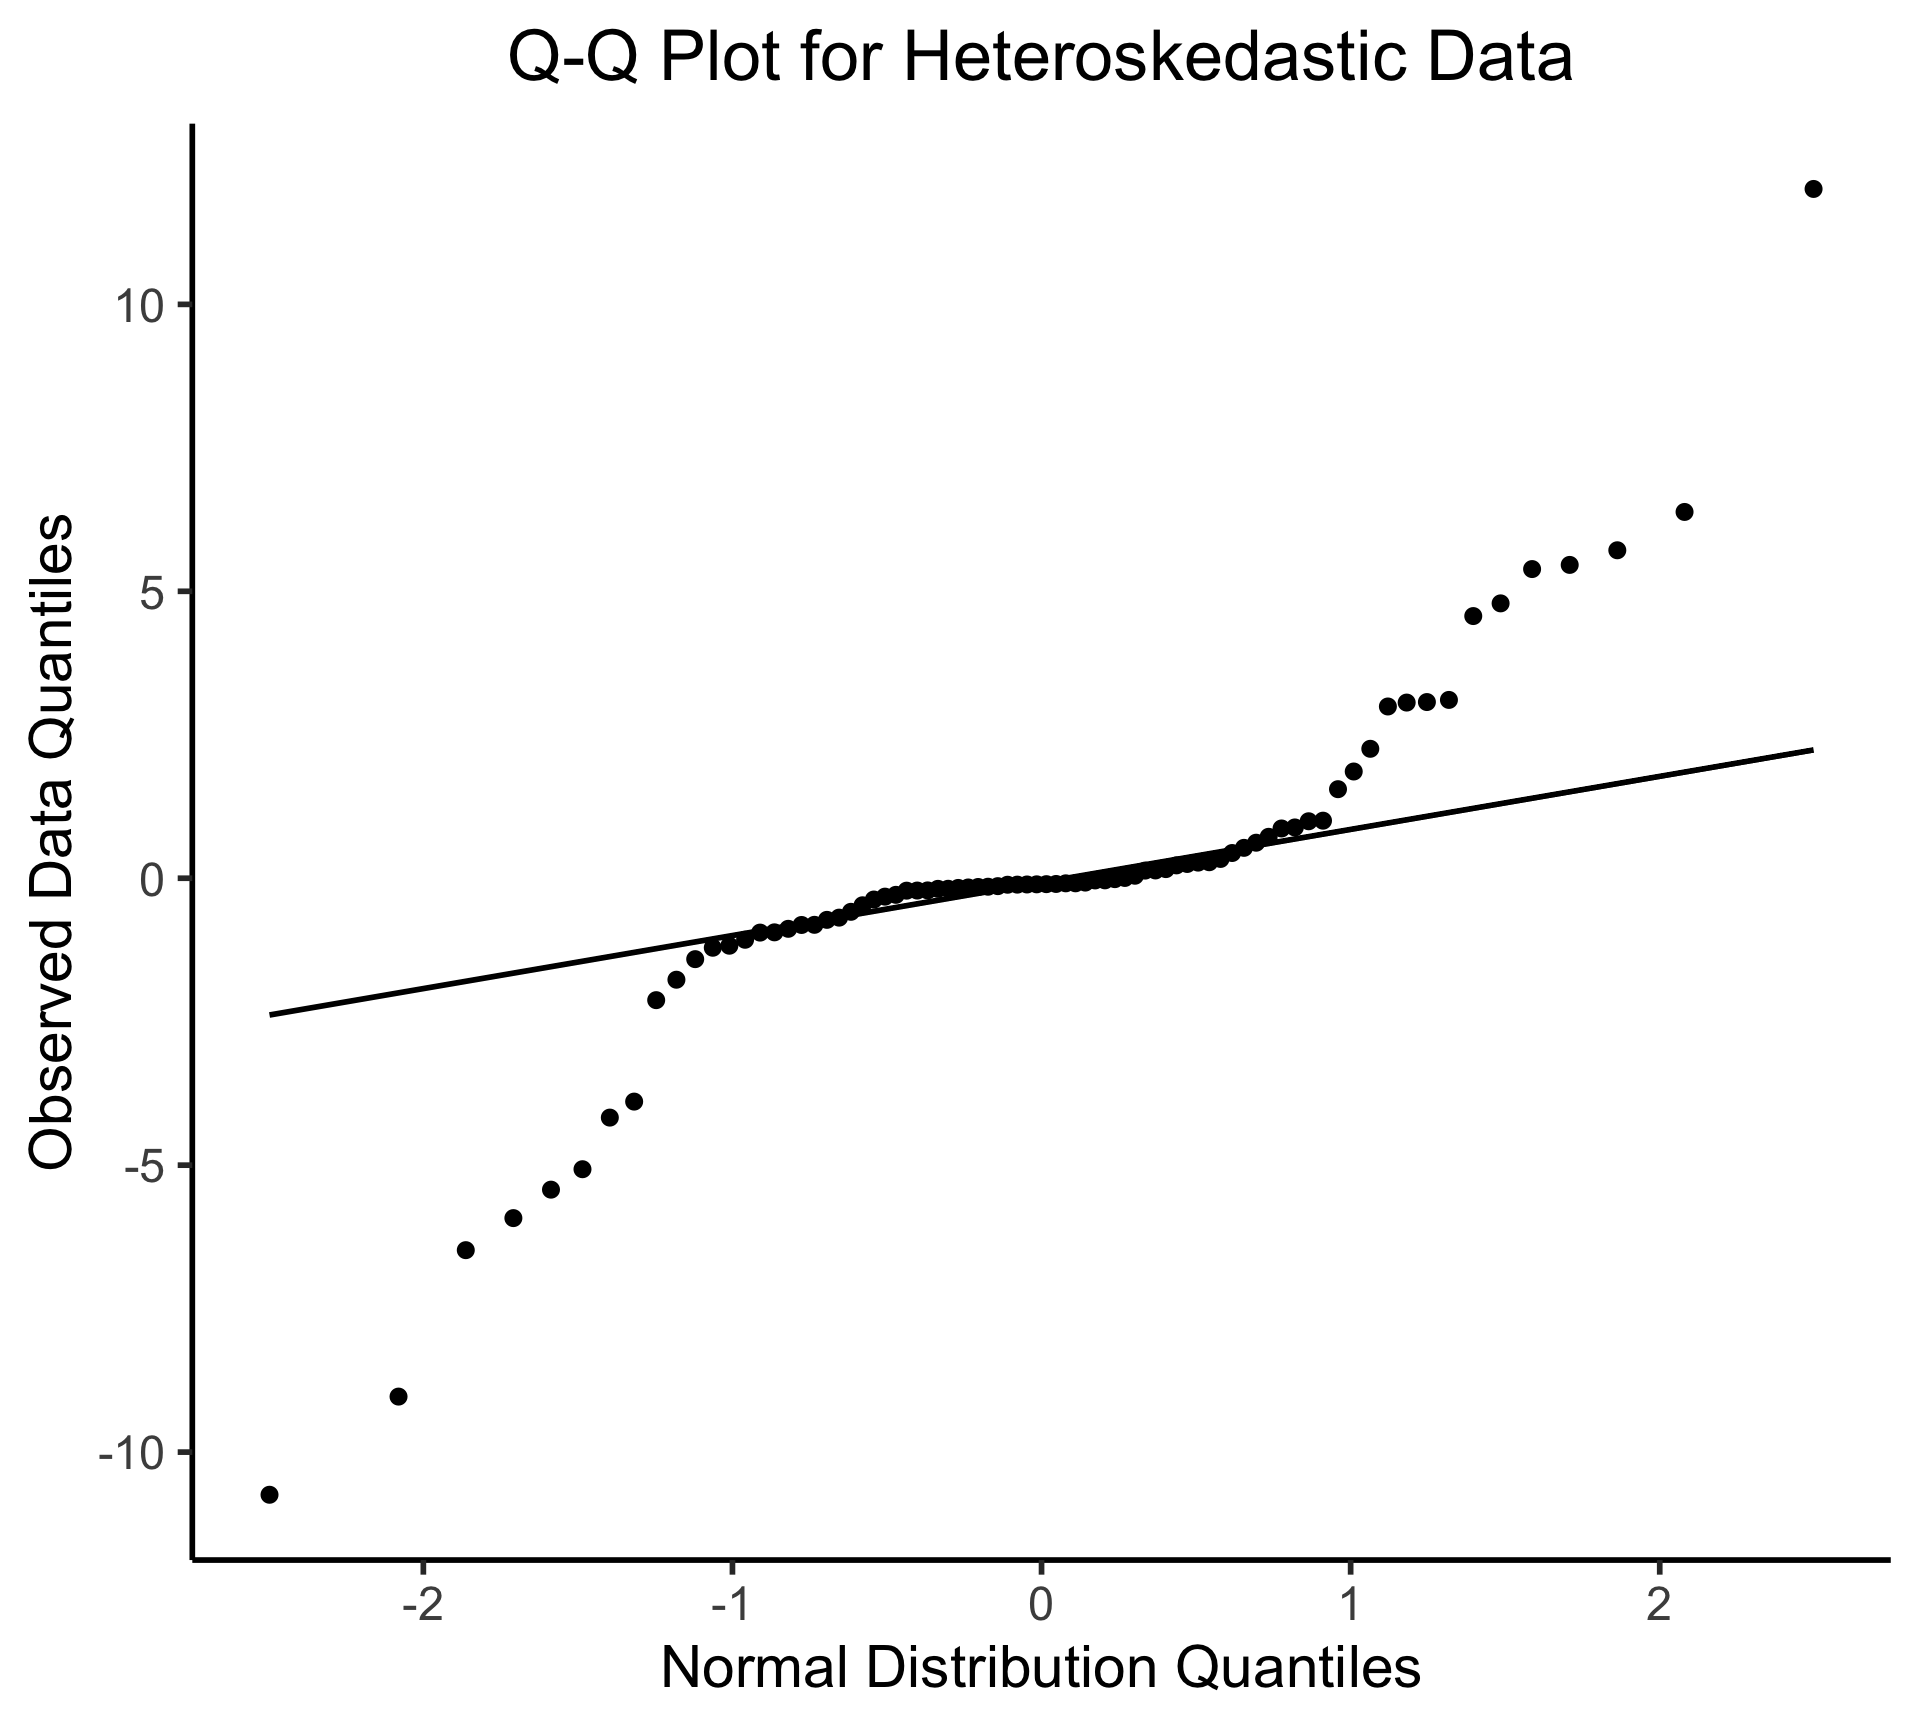 Q-Q Plot for Heteroskedastic Data
Observed Data Quantiles
10
5
0
-5
-10
-2 -1 0 1 2
Normal Distribution Quantiles